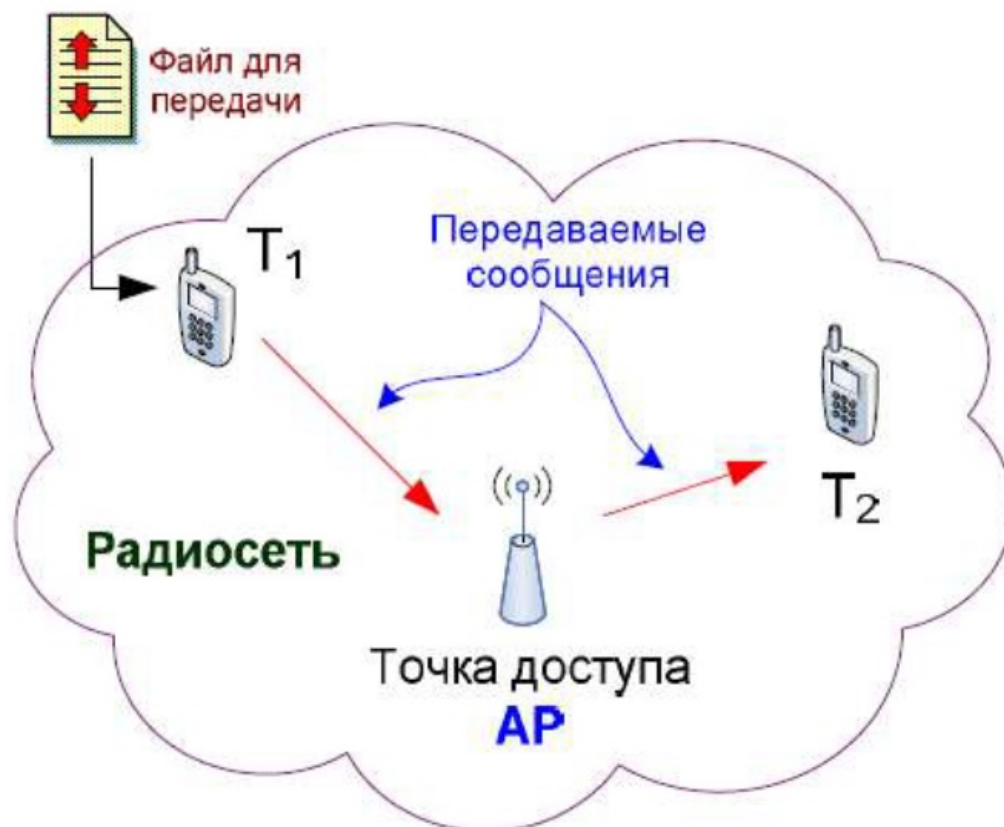 Файл для
передачи
T₁
Передаваемые
сообщения
T₂
Радиосеть
Точка доступа
AP